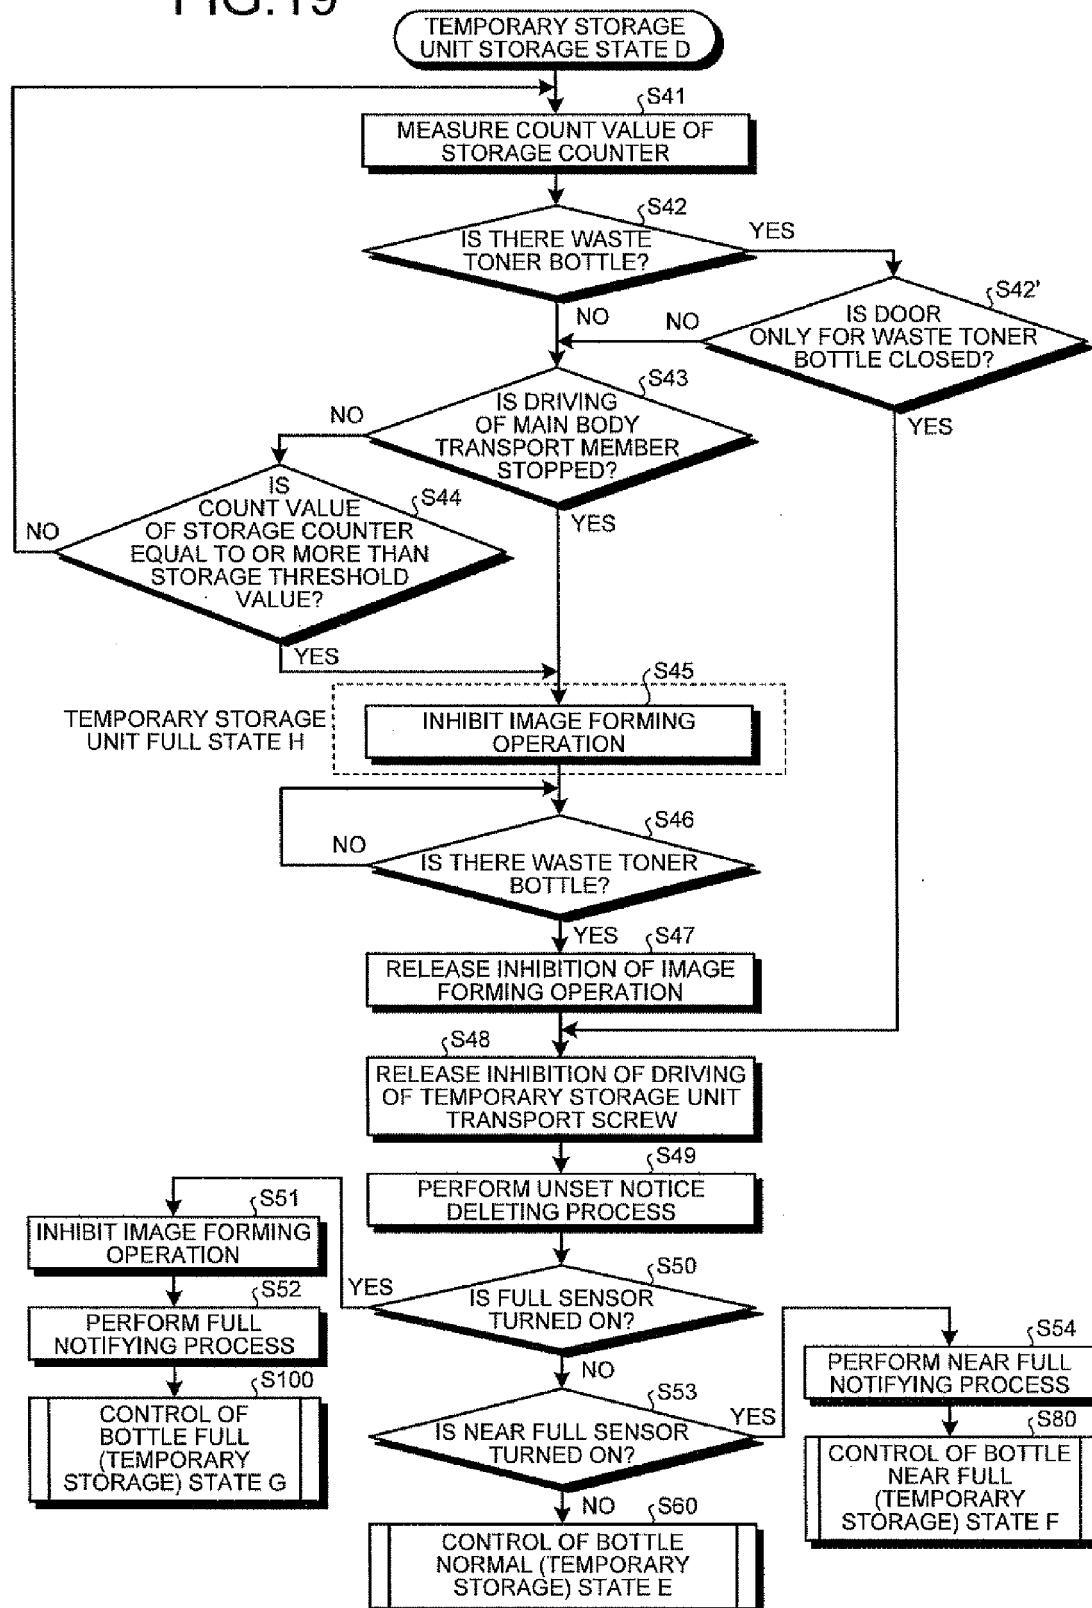 FIG.19
TEMPORARY STORAGE
UNIT STORAGE STATE D
S41
MEASURE COUNT VALUE OF
STORAGE COUNTER
S42
IS THERE WASTE
TONER BOTTLE?
YES
NO
S42'
IS DOOR
ONLY FOR WASTE TONER
BOTTLE CLOSED?
NO
YES
S43
IS DRIVING
OF MAIN BODY
TRANSPORT MEMBER
STOPPED?
NO
YES
S44
IS
COUNT VALUE
OF STORAGE COUNTER
EQUAL TO OR MORE THAN
STORAGE THRESHOLD
VALUE?
NO
YES
S45
TEMPORARY STORAGE
UNIT FULL STATE H
INHIBIT IMAGE FORMING
OPERATION
S46
IS THERE WASTE TONER
BOTTLE?
NO
YES
S47
RELEASE INHIBITION OF IMAGE
FORMING OPERATION
S48
RELEASE INHIBITION OF DRIVING
OF TEMPORARY STORAGE UNIT
TRANSPORT SCREW
S49
PERFORM UNSET NOTICE
DELETING PROCESS
S50
IS FULL SENSOR
TURNED ON?
YES
NO
S51
INHIBIT IMAGE FORMING
OPERATION
S52
PERFORM FULL
NOTIFYING PROCESS
S100
CONTROL OF
BOTTLE FULL
(TEMPORARY
STORAGE) STATE G
S53
IS NEAR FULL SENSOR
TURNED ON?
YES
NO
S54
PERFORM NEAR FULL
NOTIFYING PROCESS
S80
CONTROL OF BOTTLE
NEAR FULL
(TEMPORARY
STORAGE) STATE F
S60
CONTROL OF BOTTLE
NORMAL (TEMPORARY
STORAGE) STATE E